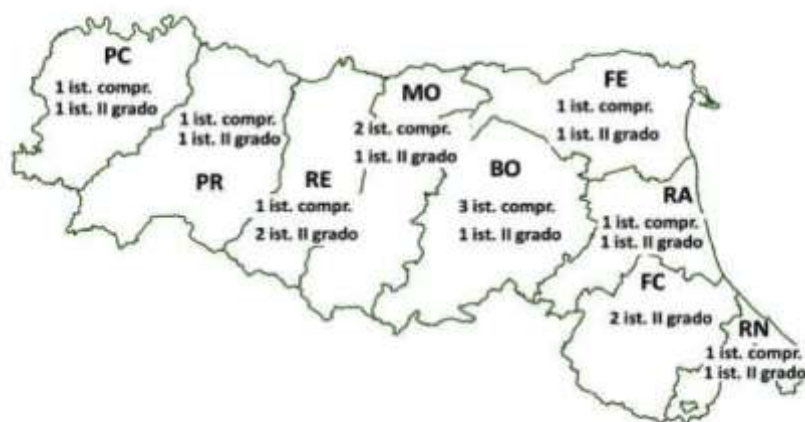 PC
1 ist. compr.
1 ist. II grado
1 ist. compr.
1 ist. II grado
PR
RE
1 ist. compr.
2 ist. II grado
MO
2 ist. compr.
1 ist. II grado
BO
3 ist. compr.
1 ist. II grado
FE
1 ist. compr.
1 ist. II grado
RA
1 ist. compr.
1 ist. II grado
FC
2 ist. II grado
RN
1 ist. compr.
1 ist. II grado